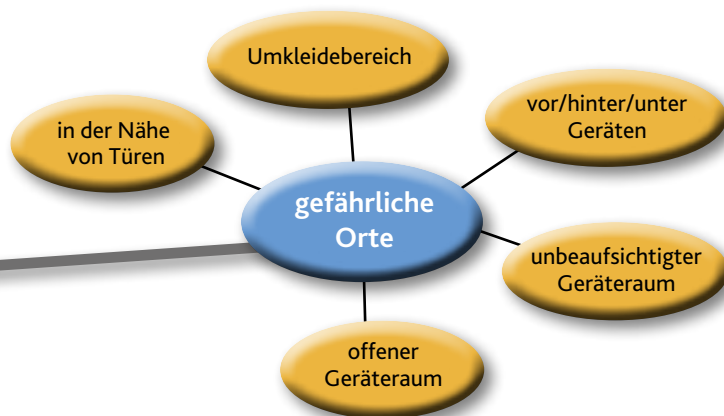 Umkleidebereich
in der Nähe
von Türen
vor/hinter/unter
Geräten
gefährliche
Orte
unbeaufsichtigter
Geräteraum
offener
Geräteraum